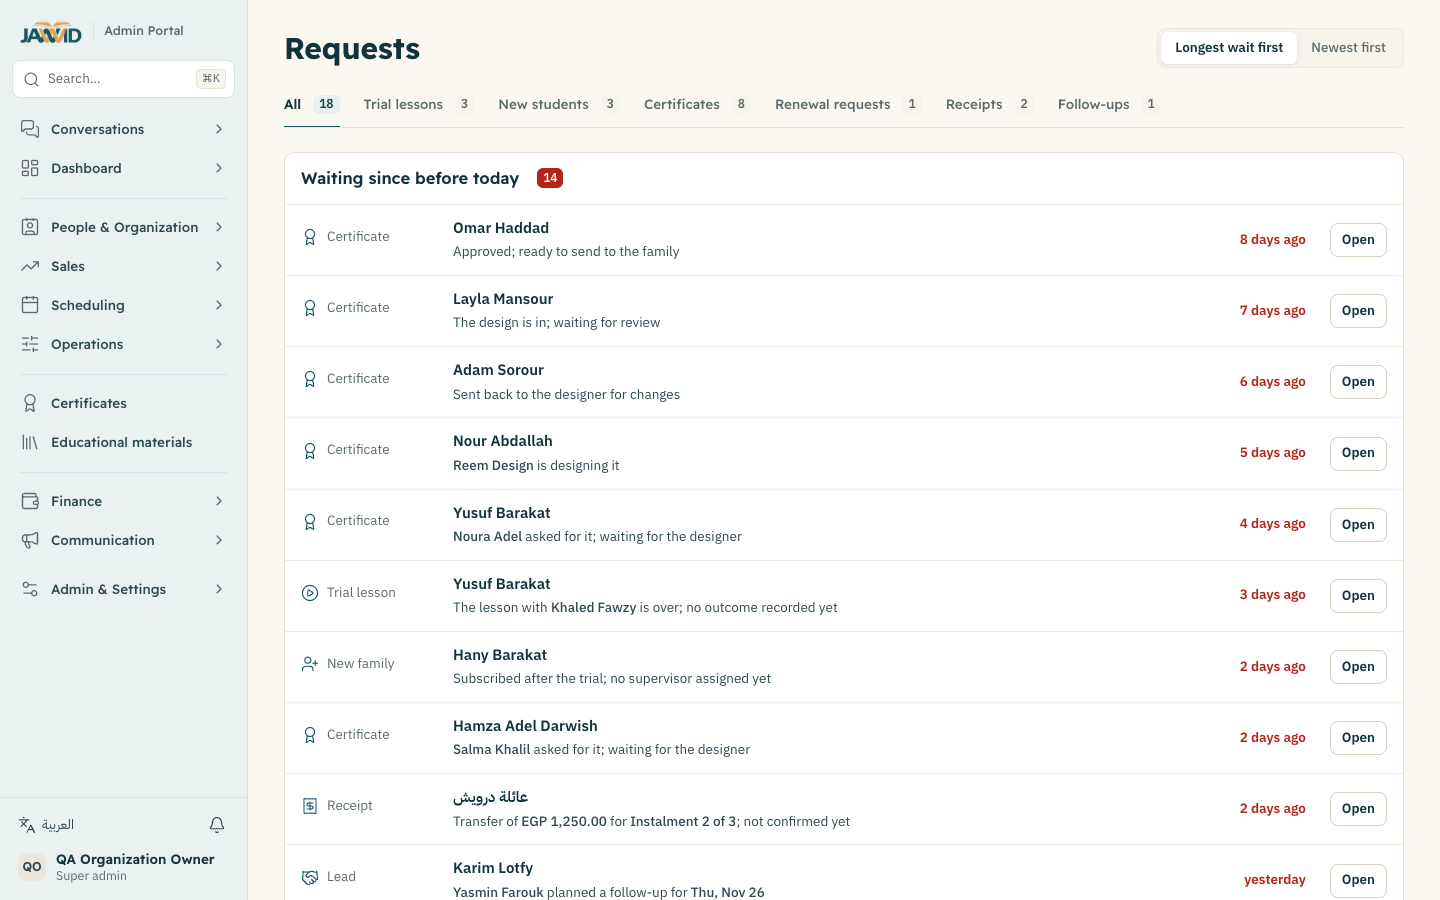 JAWWID
Admin Portal
Search...
⌘K
Conversations
Dashboard
People & Organization
Sales
Scheduling
Operations
Certificates
Educational materials
Finance
Communication
Admin & Settings
العربية
QO
QA Organization Owner
Super admin
Requests
Longest wait first
Newest first
All 18
Trial lessons 3
New students 3
Certificates 8
Renewal requests 1
Receipts 2
Follow-ups 1
Waiting since before today 14
Certificate
Omar Haddad
Approved; ready to send to the family
8 days ago
Open
Certificate
Layla Mansour
The design is in; waiting for review
7 days ago
Open
Certificate
Adam Sorour
Sent back to the designer for changes
6 days ago
Open
Certificate
Nour Abdallah
Reem Design is designing it
5 days ago
Open
Certificate
Yusuf Barakat
Noura Adel asked for it; waiting for the designer
4 days ago
Open
Trial lesson
Yusuf Barakat
The lesson with Khaled Fawzy is over; no outcome recorded yet
3 days ago
Open
New family
Hany Barakat
Subscribed after the trial; no supervisor assigned yet
2 days ago
Open
Certificate
Hamza Adel Darwish
Salma Khalil asked for it; waiting for the designer
2 days ago
Open
Receipt
عائلة درويش
Transfer of EGP 1,250.00 for Instalment 2 of 3; not confirmed yet
2 days ago
Open
Lead
Karim Lotfy
Yasmin Farouk planned a follow-up for Thu, Nov 26
yesterday
Open